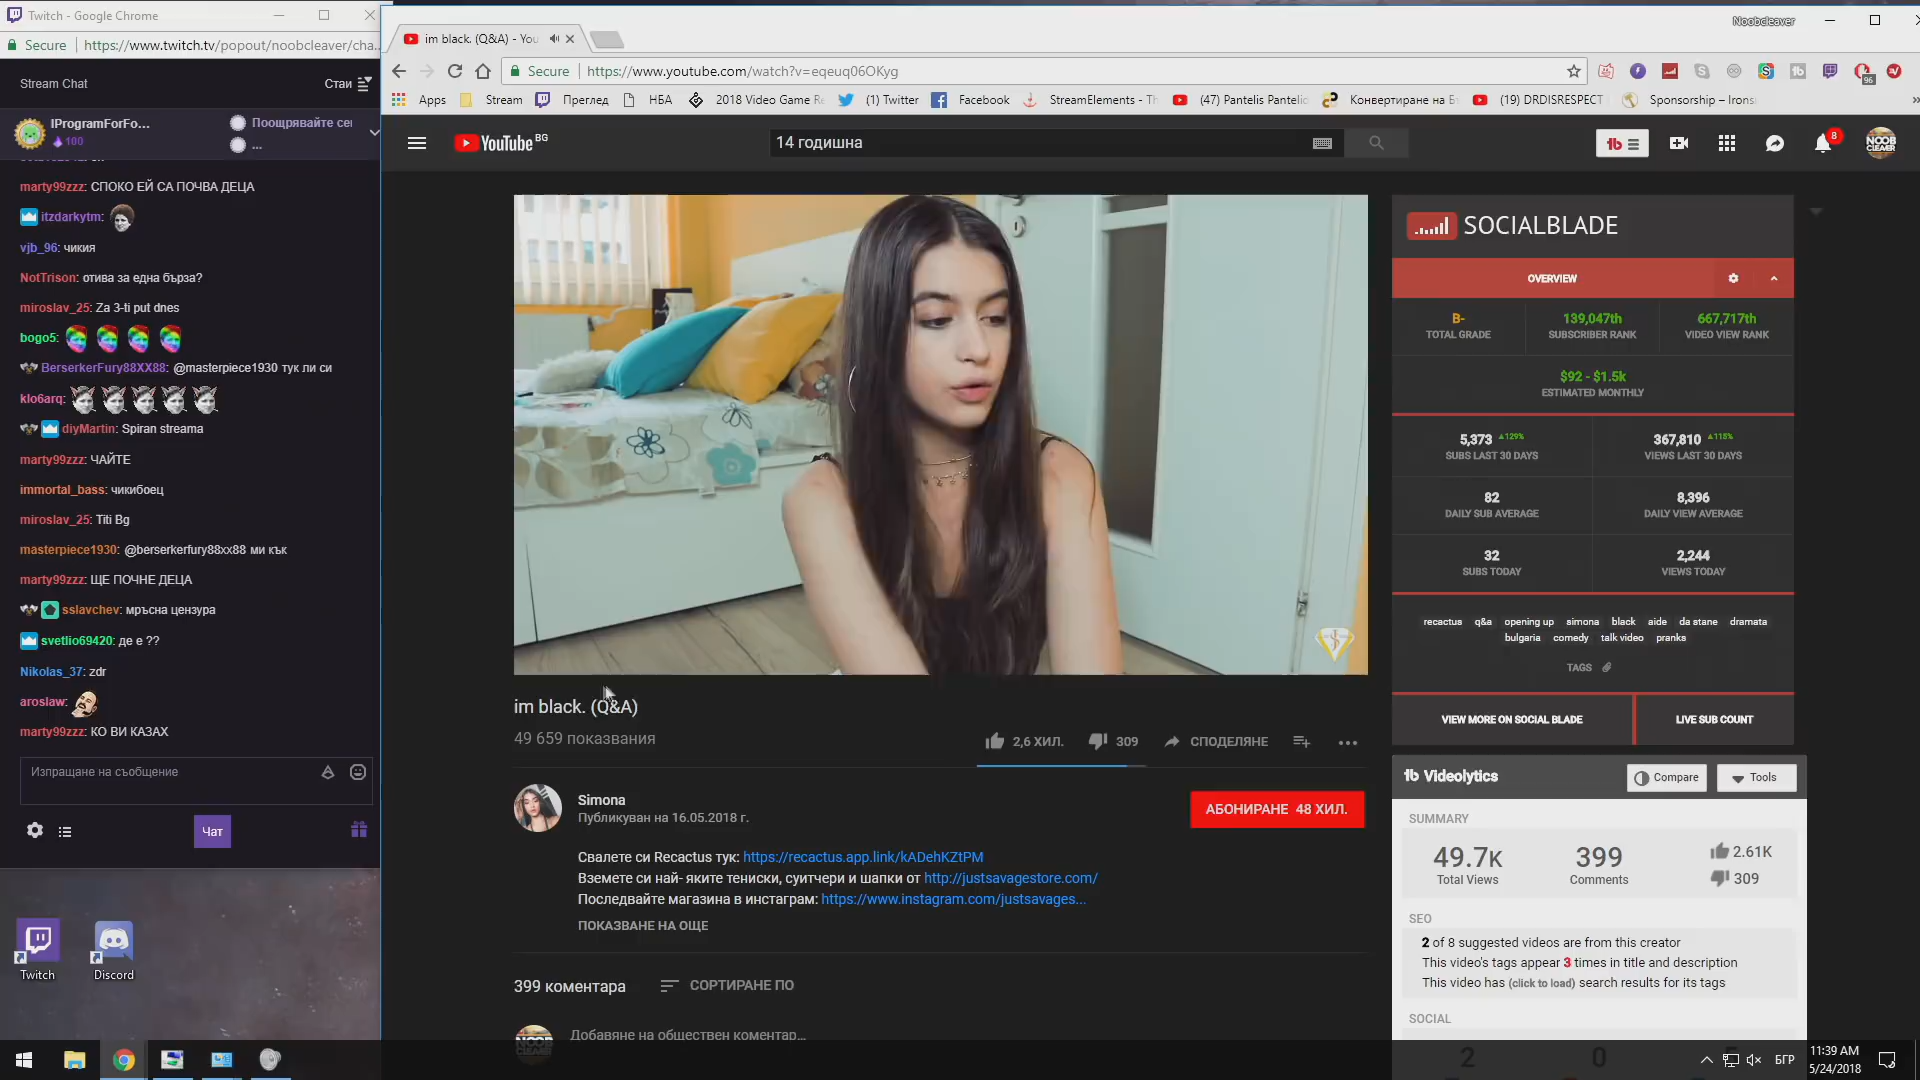 Twitch - Google Chrome
Secure https://www.twitch.tv/popout/noobcleaver/cha...
Stream Chat
Стаи
IProgramForFo...
100
Поощрявайте
...
marty99zzz: СПОКО ЕЙ СА ПОЧВА ДЕЦА
itzdarkytm:
vjb_96: чикия
NotTrison: отива за една бърза?
miroslav_25: Za 3-ti put dnes
bogo5:
BerserkerFury88XX88: @masterpiece1930 тук ли си
klo6arq:
diyMartin: Spiran streama
marty99zzz: ЧАЙТЕ
immortal_bass: чикибоец
miroslav_25: Titi Bg
masterpiece1930: @berserkerfury88xx88 ми кък
marty99zzz: ЩЕ ПОЧНЕ ДЕЦА
sslavchev: мръсна цензура
svetlio69420: де е ??
Nikolas_37: zdr
aroslaw:
marty99zzz: КО ВИ КАЗАХ
Изпращане на съобщение
Чат
Twitch
Discord
Noobcleaver
im black. (Q&A) - You
Secure https://www.youtube.com/watch?v=eqeuq06OKyg
96
Apps
Stream
Преглед
НБА
2018 Video Game Re
(1) Twitter
Facebook
StreamElements - Th
(47) Pantelis Pantelio
Конвертиране на В
(19) DRDISRESPECT
Sponsorship – Irons
YouTube BG
14 годишна
8
NOOB CLEAVER
im black. (Q&A)
49 659 показвания
2,6 ХИЛ.
309
СПОДЕЛЯНЕ
Simona
Публикуван на 16.05.2018 г.
АБОНИРАНЕ 48 ХИЛ.
Свалете си Recactus тук: https://recactus.app.link/kADehKZtPM
Вземете си най- яките тениски, суитчери и шапки от http://justsavagestore.com/
Последвайте магазина в инстаграм: https://www.instagram.com/justsavages...
ПОКАЗВАНЕ НА ОЩЕ
399 коментара
СОРТИРАНЕ ПО
Добавяне на обществен коментар...
SOCIALBLADE
OVERVIEW
B-
TOTAL GRADE
139,047th
SUBSCRIBER RANK
667,717th
VIDEO VIEW RANK
$92 - $1.5k
ESTIMATED MONTHLY
5,373 ▲129%
SUBS LAST 30 DAYS
367,810 ▲115%
VIEWS LAST 30 DAYS
82
DAILY SUB AVERAGE
8,396
DAILY VIEW AVERAGE
32
SUBS TODAY
2,244
VIEWS TODAY
recactus q&a opening up simona black aide da stane dramata
bulgaria comedy talk video pranks
TAGS
VIEW MORE ON SOCIAL BLADE
LIVE SUB COUNT
Videolytics
Compare
Tools
SUMMARY
49.7K
Total Views
399
Comments
2.61K
309
SEO
2 of 8 suggested videos are from this creator
This video's tags appear 3 times in title and description
This video has (click to load) search results for its tags
SOCIAL
2
0
БГР
11:39 AM
5/24/2018